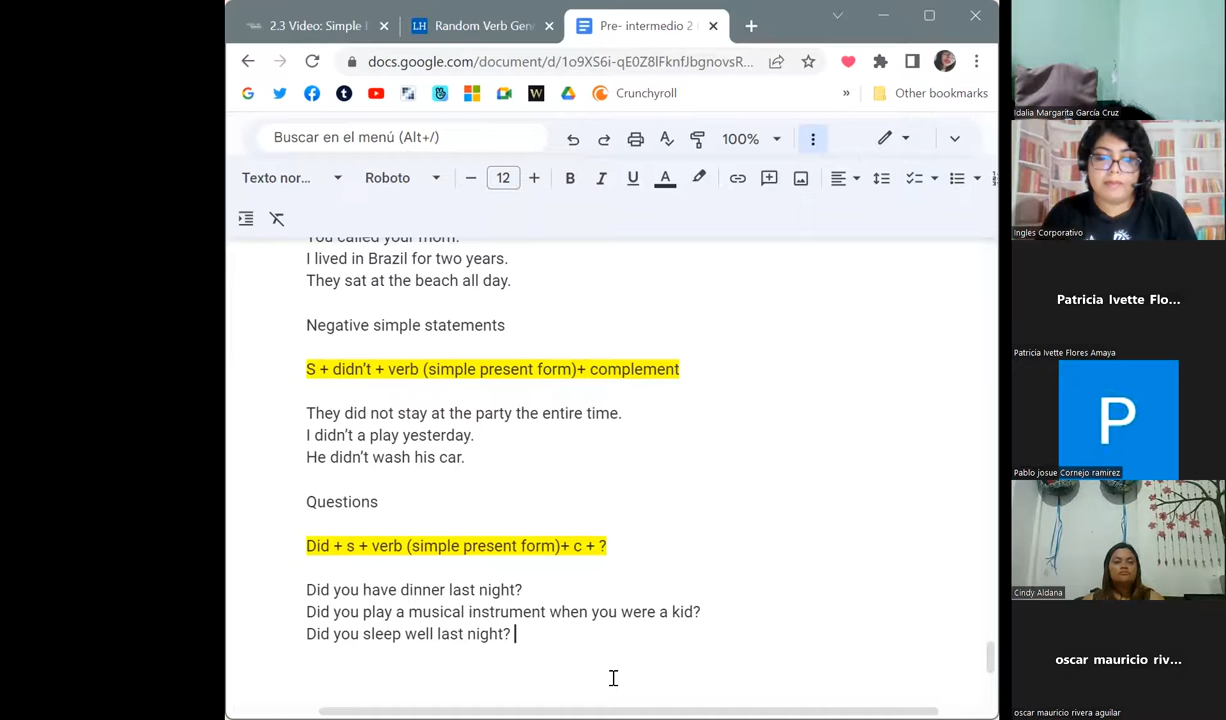 2.3 Video: Simple
Random Verb Gen
Pre- intermedio 2
docs.google.com/document/d/1o9XS6i-qE0Z8lFknfJbgnovsR...
Crunchyroll
Other bookmarks
Buscar en el menú (Alt+/)
100%
Texto nor...
Roboto
12
You called your mom.
I lived in Brazil for two years.
They sat at the beach all day.
Negative simple statements
S + didn't + verb (simple present form)+ complement
They did not stay at the party the entire time.
I didn't a play yesterday.
He didn't wash his car.
Questions
Did + s + verb (simple present form)+ c + ?
Did you have dinner last night?
Did you play a musical instrument when you were a kid?
Did you sleep well last night?
Idalia Margarita García Cruz
Ingles Corporativo
Patricia Ivette Flo...
Patricia Ivette Flores Amaya
P
Pablo josue Cornejo ramirez
Cindy Aldana
oscar mauricio riv...
oscar mauricio rivera aguilar